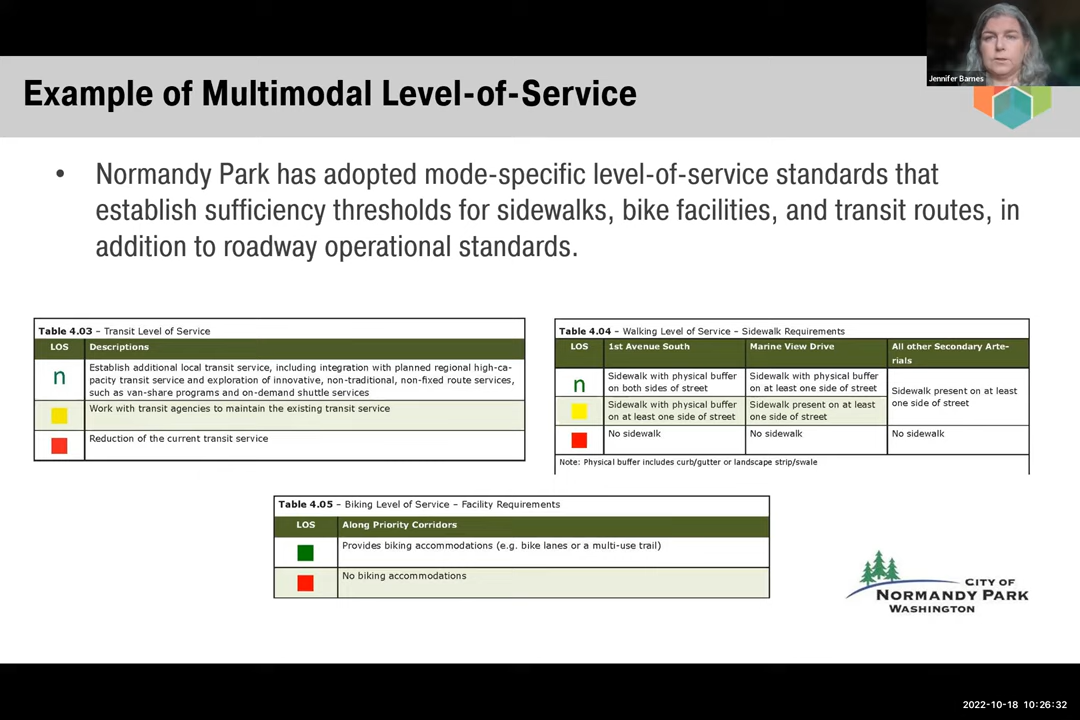 Jennifer Barnes
Example of Multimodal Level-of-Service
• Normandy Park has adopted mode-specific level-of-service standards that
establish sufficiency thresholds for sidewalks, bike facilities, and transit routes, in
addition to roadway operational standards.
Table 4.03 – Transit Level of Service
LOS Descriptions
n
Establish additional local transit service, including integration with planned regional high-ca-
pacity transit service and exploration of innovative, non-traditional, non-fixed route services,
such as van-share programs and on-demand shuttle services
Work with transit agencies to maintain the existing transit service
Reduction of the current transit service
Table 4.04 – Walking Level of Service – Sidewalk Requirements
LOS 1st Avenue South Marine View Drive All other Secondary Arte-
rials
n
Sidewalk with physical buffer
on both sides of street
Sidewalk with physical buffer
on at least one side of street
Sidewalk present on at least
one side of street
Sidewalk with physical buffer
on at least one side of street
Sidewalk present on at least
one side of street
No sidewalk No sidewalk No sidewalk
Note: Physical buffer includes curb/gutter or landscape strip/swale
Table 4.05 – Biking Level of Service – Facility Requirements
LOS Along Priority Corridors
Provides biking accommodations (e.g. bike lanes or a multi-use trail)
No biking accommodations
CITY OF
NORMANDY PARK
WASHINGTON
2022-10-18 10:26:32